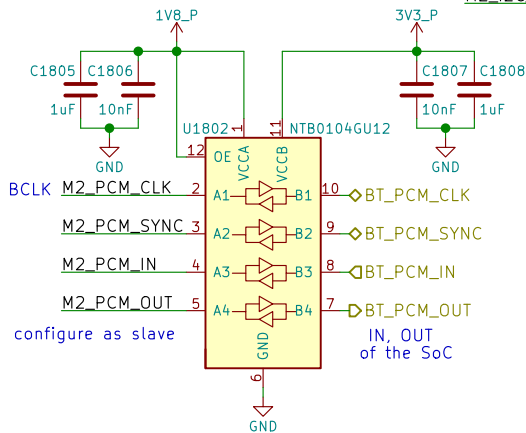 1V8_P
3V3_P
C1805
C1806
C1807
C1808
1uF
10nF
10nF
1uF
GND
GND
U1802
NTB0104GU12
1
11
VCCA
VCCB
12
OE
BCLK
M2_PCM_CLK
2
A1
B1
10
BT_PCM_CLK
M2_PCM_SYNC
3
A2
B2
9
BT_PCM_SYNC
M2_PCM_IN
4
A3
B3
8
BT_PCM_IN
M2_PCM_OUT
5
A4
B4
7
BT_PCM_OUT
configure as slave
GND
IN, OUT
of the SoC
6
GND